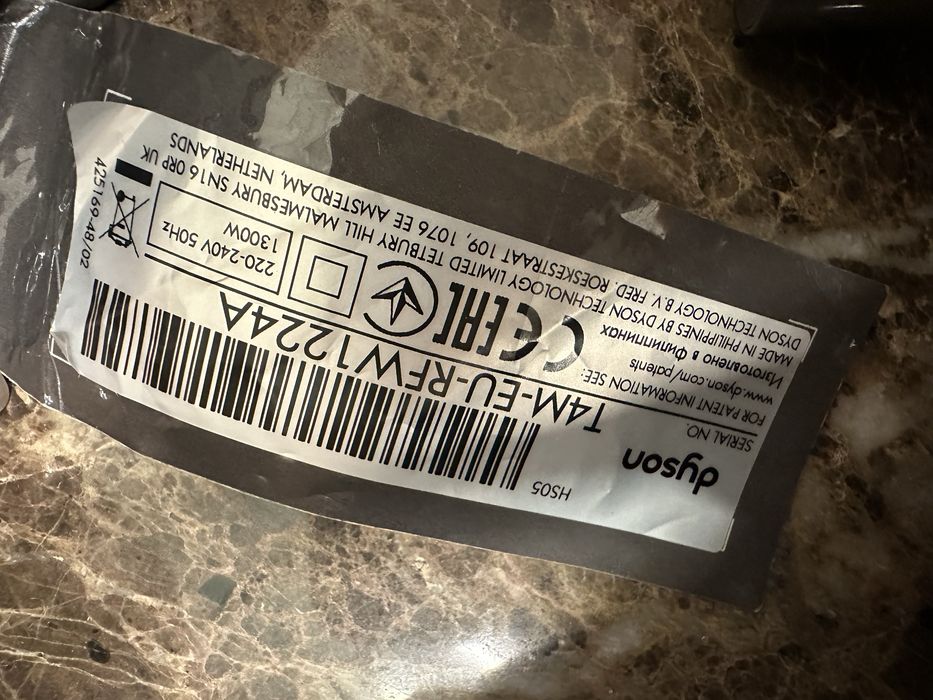 dyson
HS05
SERIAL NO.
T4M-EU-RFW1224A
FOR PATENT INFORMATION SEE:
www.dyson.com/patents
Изготовлено в Филиппинах
MADE IN PHILIPPINES BY DYSON TECHNOLOGY LIMITED TETBURY HILL MALMESBURY SN16 0RP UK
DYSON TECHNOLOGY B.V. FRED. ROESKESTRAAT 109, 1076 EE AMSTERDAM, NETHERLANDS
CE EAC
1300W
220-240V 50Hz
425169-48/02